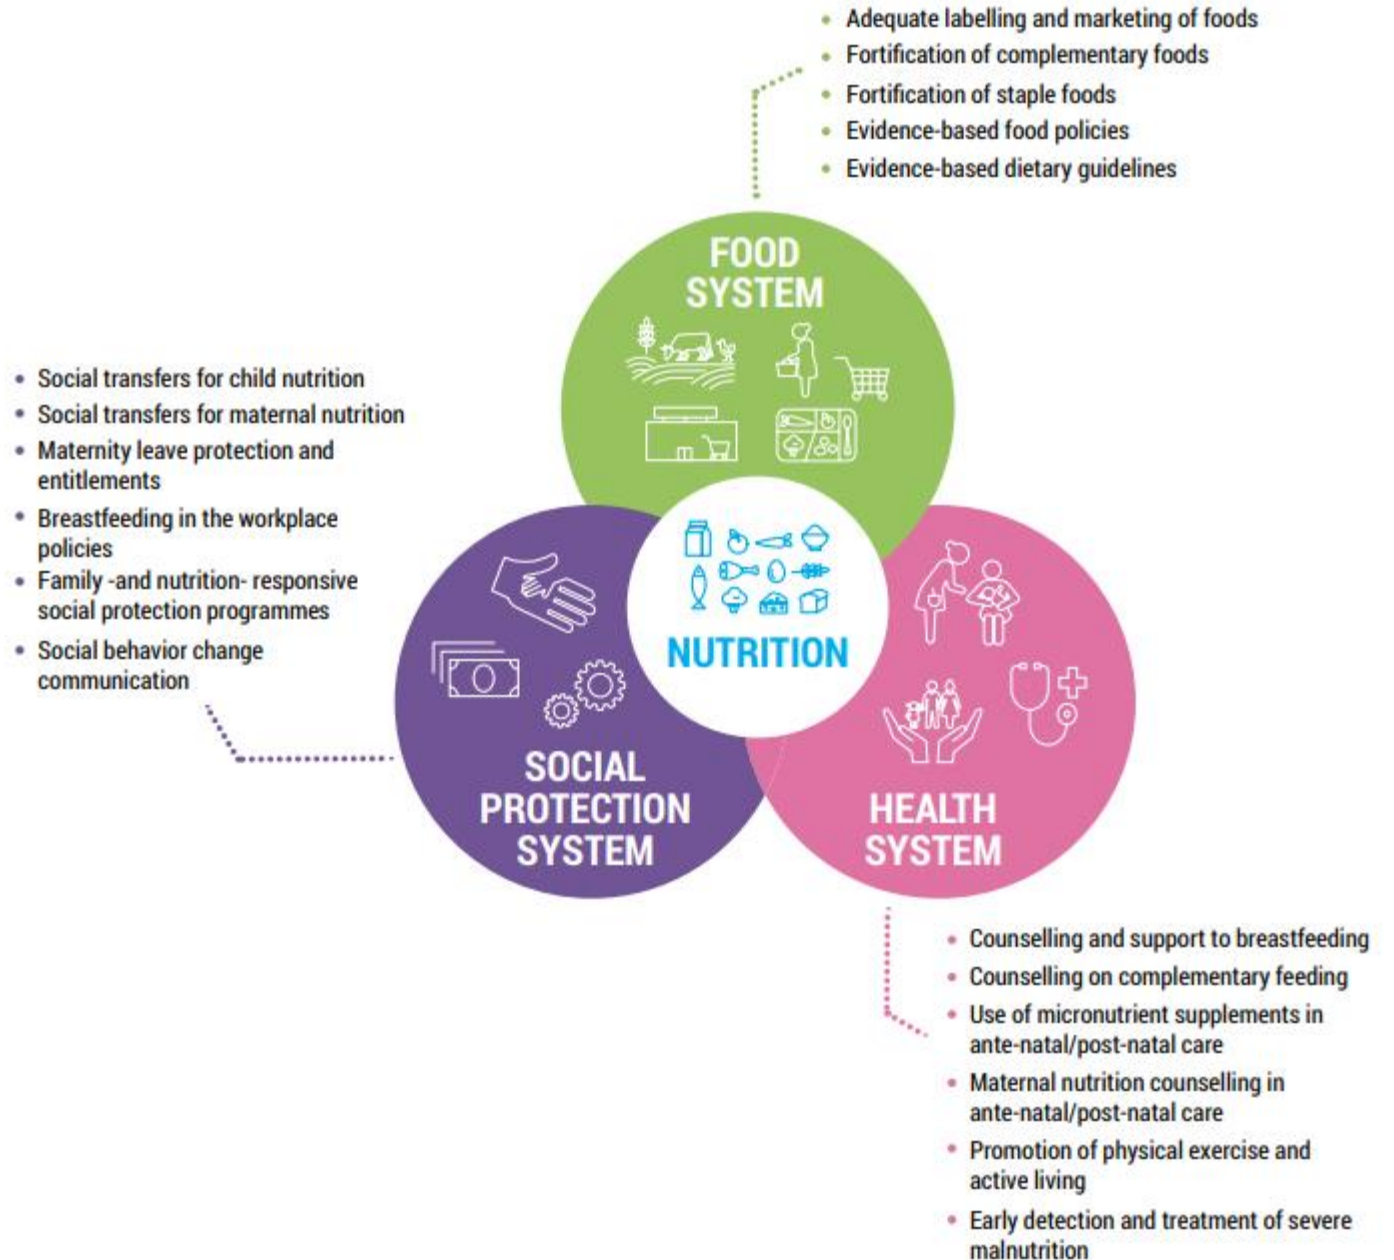 Adequate labelling and marketing of foods
Fortification of complementary foods
Fortification of staple foods
Evidence-based food policies
Evidence-based dietary guidelines
FOOD
SYSTEM
Social transfers for child nutrition
Social transfers for maternal nutrition
Maternity leave protection and
entitlements
Breastfeeding in the workplace
policies
Family -and nutrition- responsive
social protection programmes
Social behavior change
communication
NUTRITION
SOCIAL
PROTECTION
SYSTEM
HEALTH
SYSTEM
Counselling and support to breastfeeding
Counselling on complementary feeding
Use of micronutrient supplements in
ante-natal/post-natal care
Maternal nutrition counselling in
ante-natal/post-natal care
Promotion of physical exercise and
active living
Early detection and treatment of severe
malnutrition